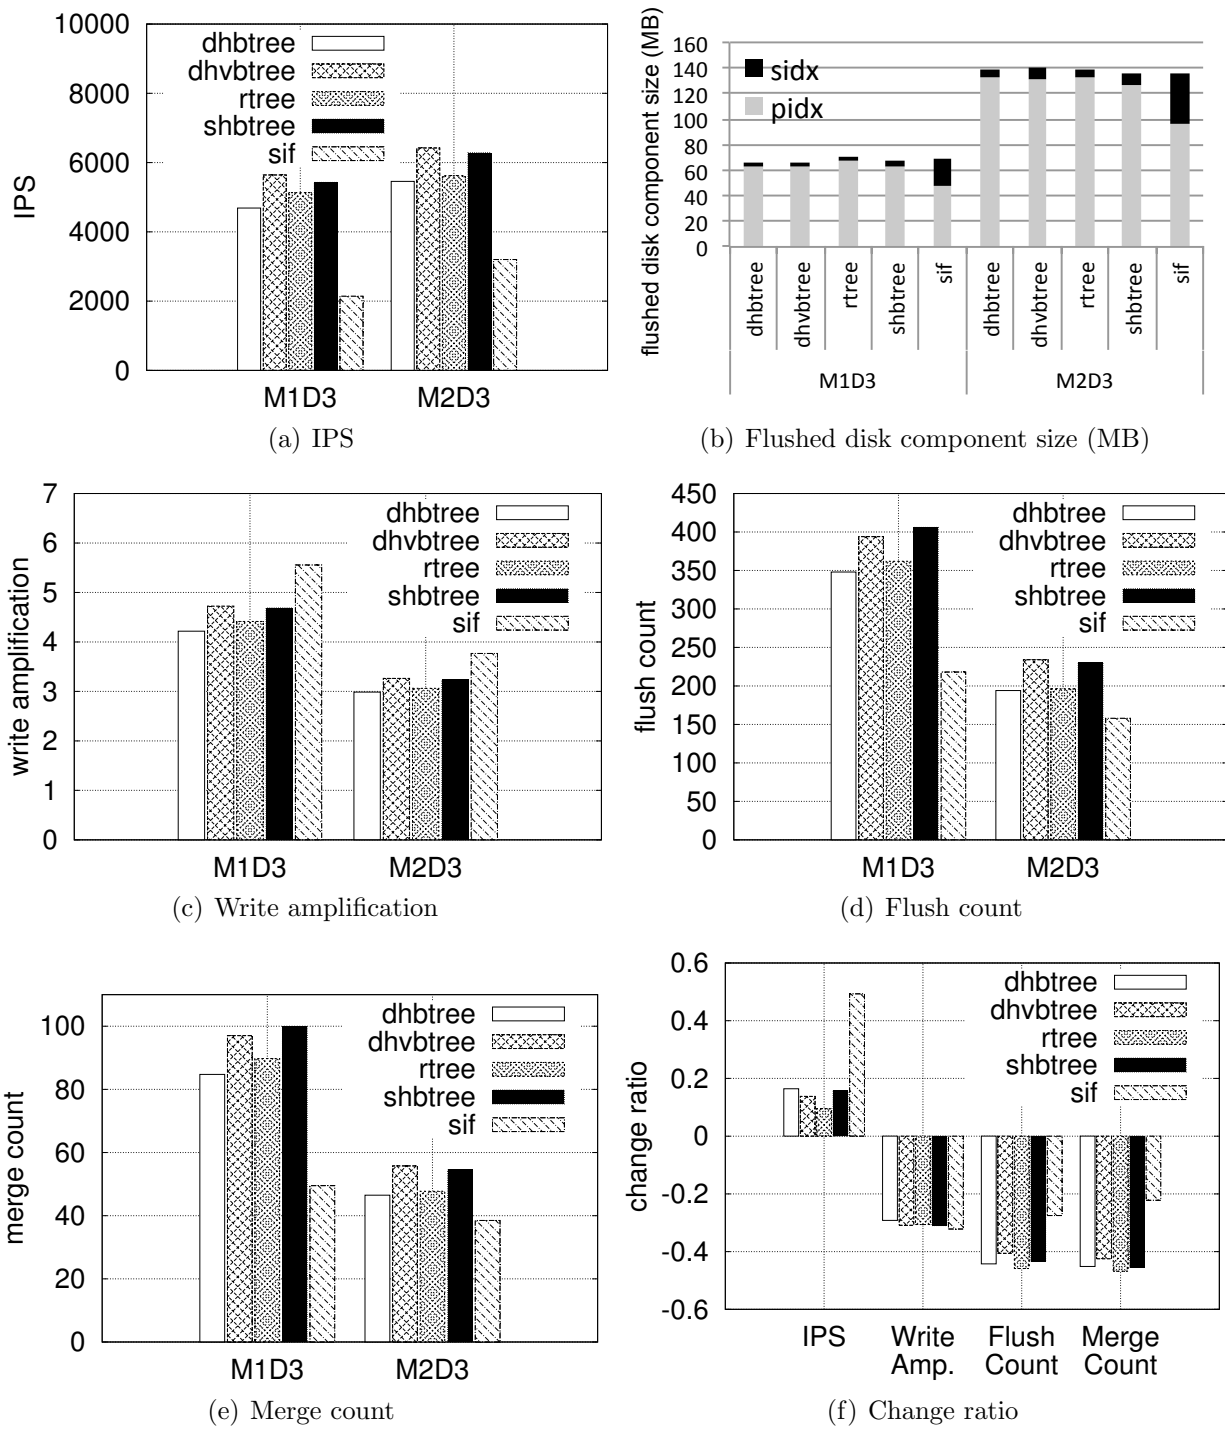 10000
8000
6000
4000
2000
0
IPS
dhbtree
dhvbtree
rtree
shbtree
sif
M1D3 M2D3
(a) IPS
flushed disk component size (MB)
160
140
120
100
80
60
40
20
0
sidx
pidx
dhbtree
dhvbtree
rtree
shbtree
sif
dhbtree
dhvbtree
rtree
shbtree
sif
M1D3 M2D3
(b) Flushed disk component size (MB)
7
6
5
4
3
2
1
0
write amplification
dhbtree
dhvbtree
rtree
shbtree
sif
M1D3 M2D3
(c) Write amplification
450
400
350
300
250
200
150
100
50
0
flush count
dhbtree
dhvbtree
rtree
shbtree
sif
M1D3 M2D3
(d) Flush count
100
80
60
40
20
0
merge count
dhbtree
dhvbtree
rtree
shbtree
sif
M1D3 M2D3
(e) Merge count
0.6
0.4
0.2
0
-0.2
-0.4
-0.6
change ratio
dhbtree
dhvbtree
rtree
shbtree
sif
IPS Write Flush Merge
Amp. Count Count
(f) Change ratio